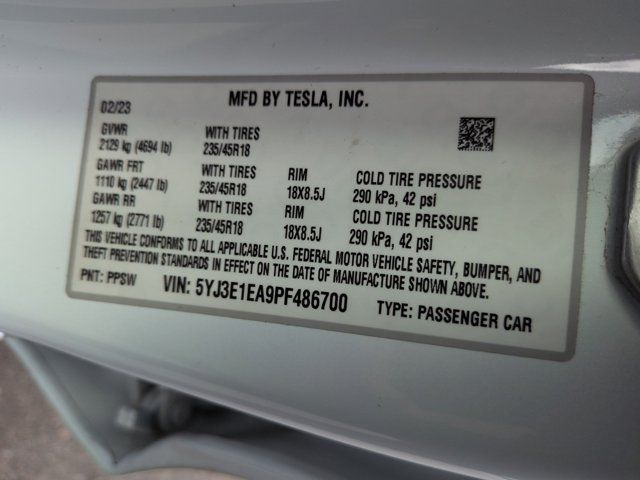 MFD BY TESLA, INC.
02/23
GVWR WITH TIRES
2129 kg (4694 lb) 235/45R18
GAWR FRT WITH TIRES RIM COLD TIRE PRESSURE
1110 kg (2447 lb) 235/45R18 18X8.5J 290 kPa, 42 psi
GAWR RR WITH TIRES RIM COLD TIRE PRESSURE
1257 kg (2771 lb) 235/45R18 18X8.5J 290 kPa, 42 psi
THIS VEHICLE CONFORMS TO ALL APPLICABLE U.S. FEDERAL MOTOR VEHICLE SAFETY, BUMPER, AND
THEFT PREVENTION STANDARDS IN EFFECT ON THE DATE OF MANUFACTURE SHOWN ABOVE.
PNT: PPSW VIN: 5YJ3E1EA9PF486700 TYPE: PASSENGER CAR